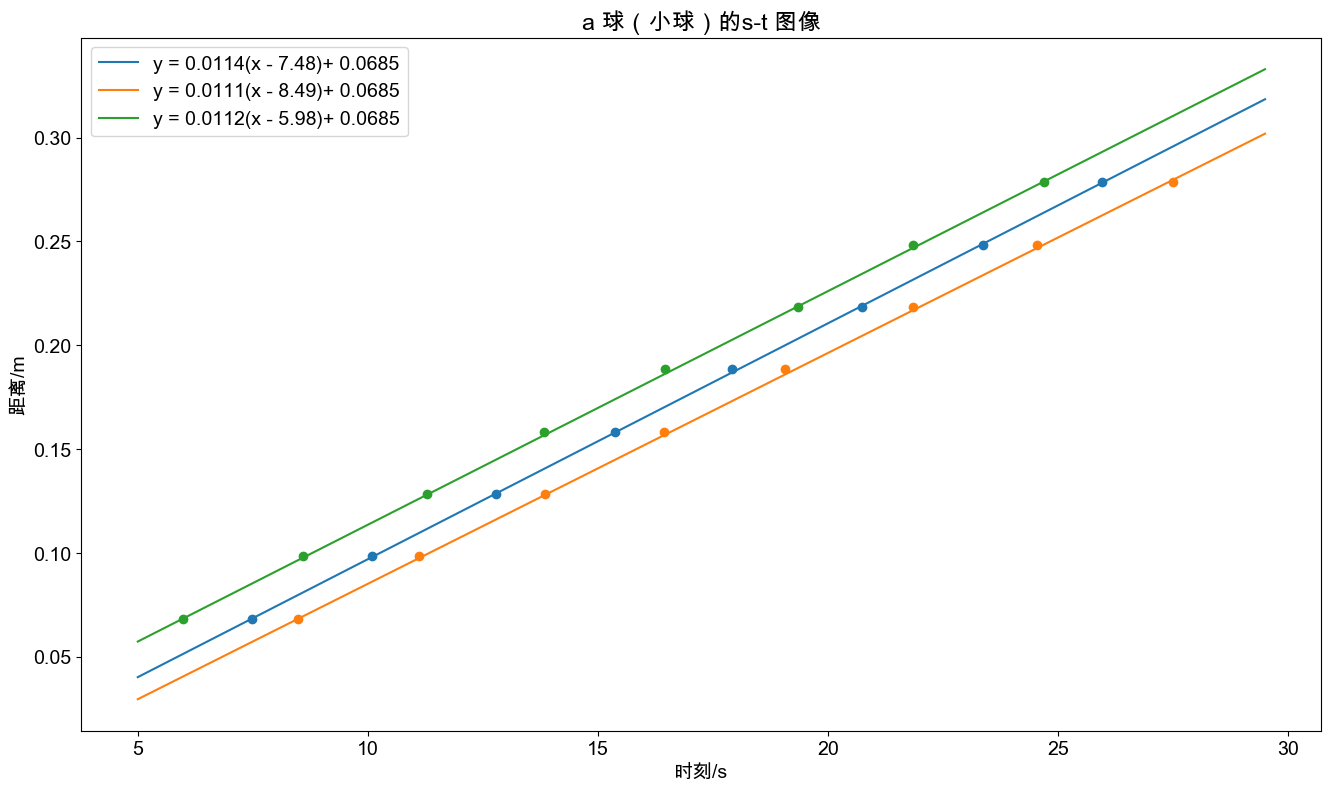 a 球（小球）的s-t 图像
y = 0.0114(x - 7.48)+ 0.0685
y = 0.0111(x - 8.49)+ 0.0685
y = 0.0112(x - 5.98)+ 0.0685
0.30
0.25
0.20
0.15
0.10
0.05
距离/m
5 10 15 20 25 30
时刻/s